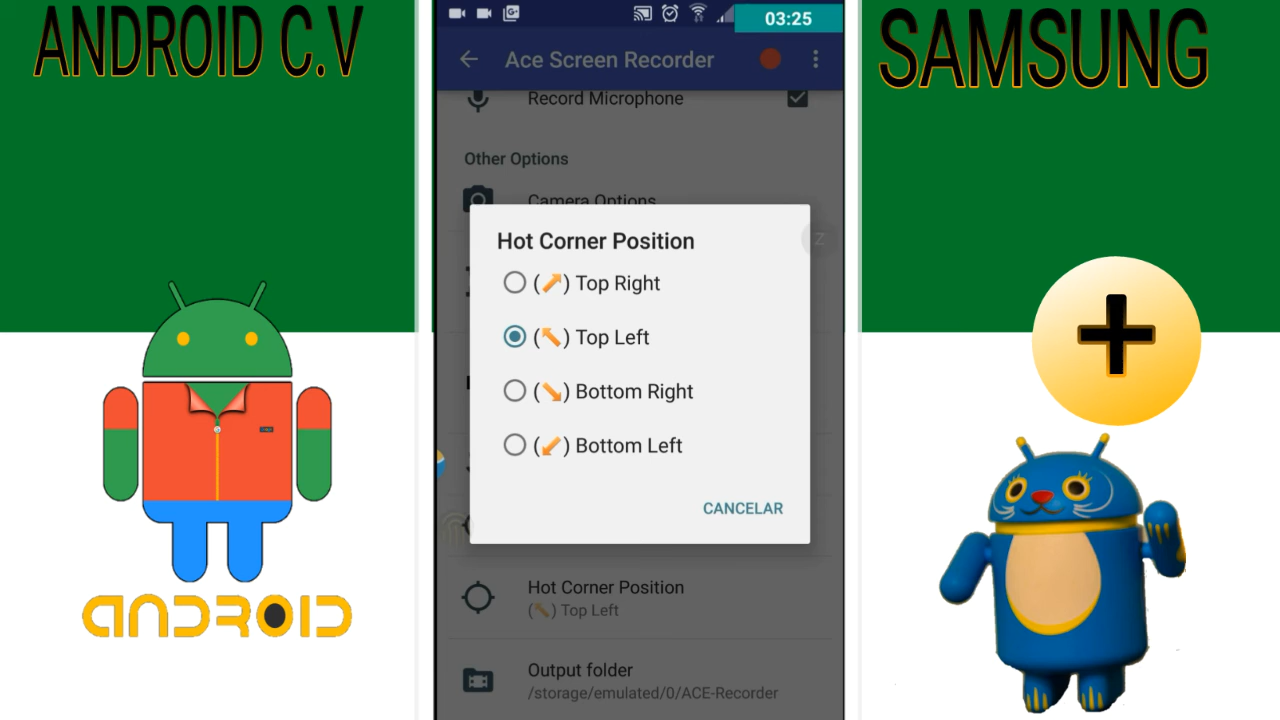 ANDROID C.V
SAMSUNG
03:25
Ace Screen Recorder
Record Microphone
Other Options
Camera Options
Hot Corner Position
Z
(↗) Top Right
(↖) Top Left
(↘) Bottom Right
(↙) Bottom Left
CANCELAR
Hot Corner Position
(↖) Top Left
Output folder
/storage/emulated/0/ACE-Recorder
ANDROID